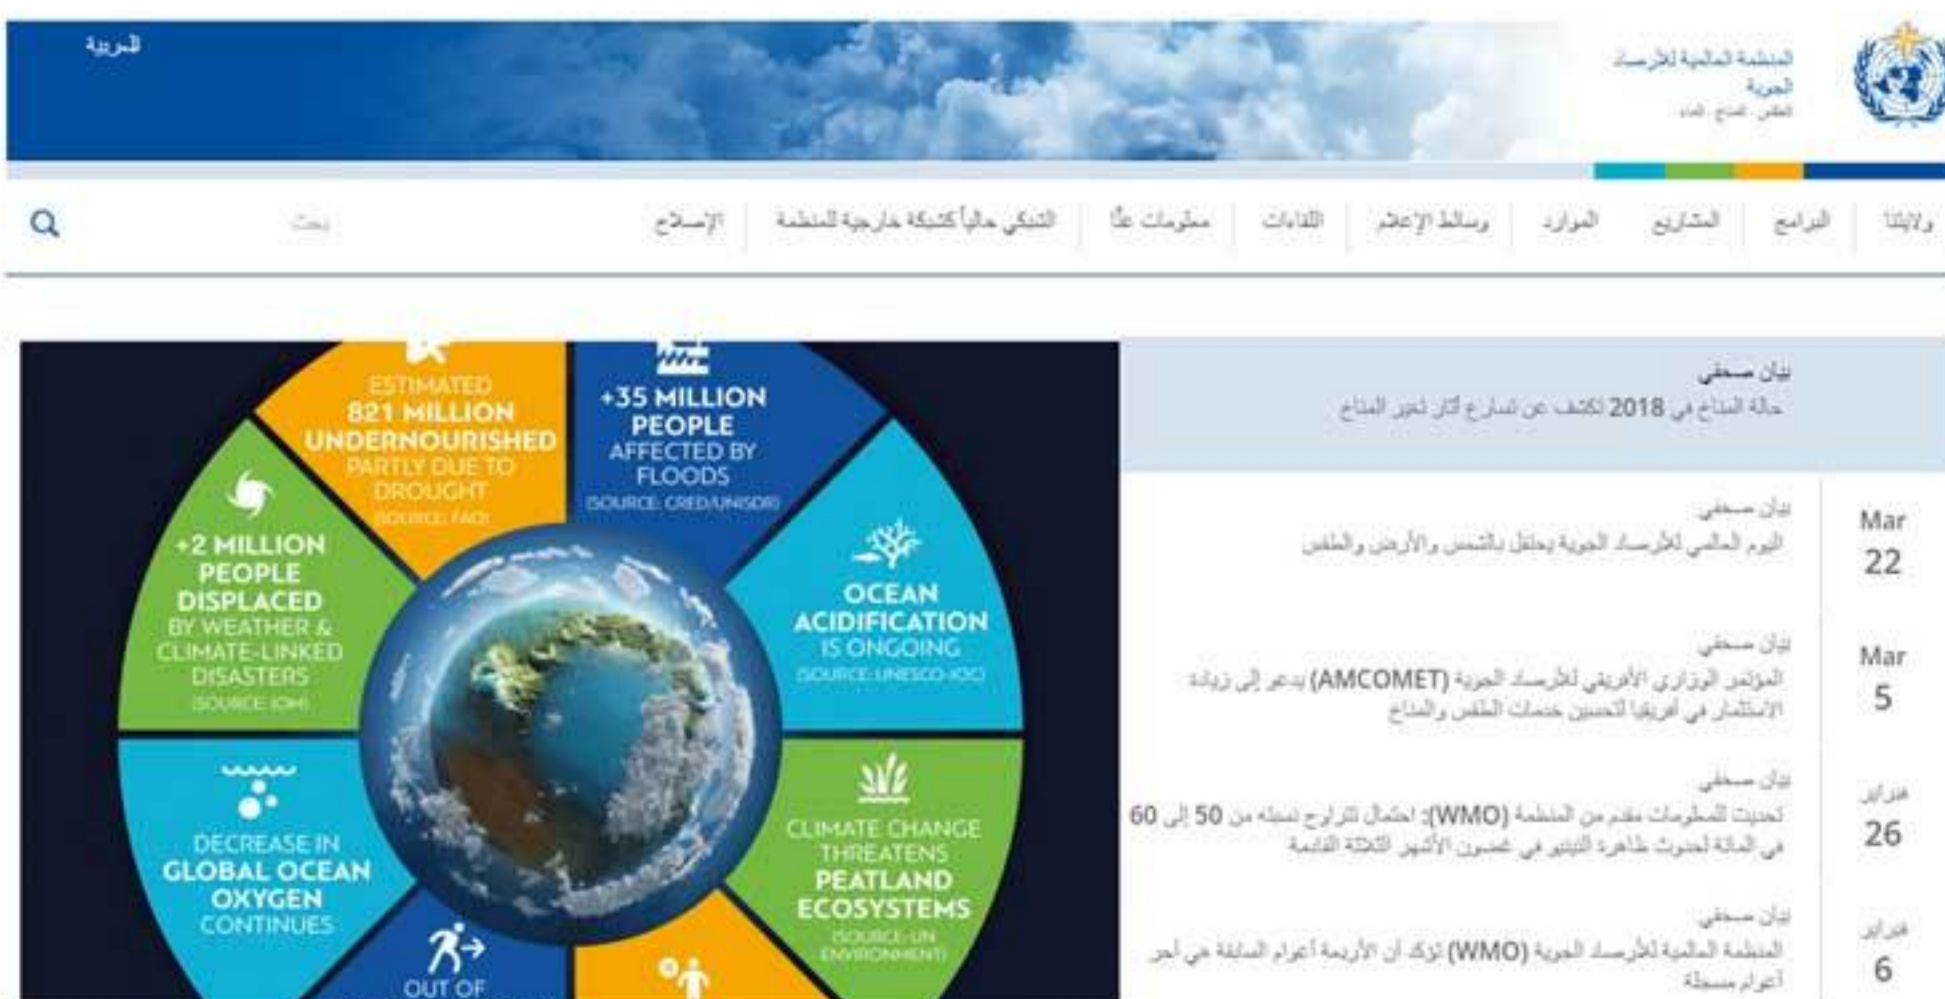 المنظمة العالمية للأرصاد
الجوية
الطقس . المناخ . الماء
العربية
ولايتنا
البرامج
المشاريع
الموارد
وسائط الإعلام
اللقاءات
معلومات عنَّا
الشبكي حالياً كشبكة خارجية للمنظمة
الإصلاح
بحث
بيان صحفي
حالة المناخ في 2018 تكشف عن تسارع آثار تغير المناخ
Mar
22
بيان صحفي
اليوم العالمي للأرصاد الجوية يحتفل بالشمس والأرض والطقس
Mar
5
بيان صحفي
المؤتمر الوزاري الأفريقي للأرصاد الجوية (AMCOMET) يدعو إلى زيادة
الاستثمار في أفريقيا لتحسين خدمات الطقس والمناخ
فبراير
26
بيان صحفي
تحديث للمعلومات مقدم من المنظمة (WMO): احتمال تتراوح نسبته من 50 إلى 60
في المائة لحدوث ظاهرة النينيو في غضون الأشهر الثلاثة القادمة
فبراير
6
بيان صحفي
المنظمة العالمية للأرصاد الجوية (WMO) تؤكد أن الأربعة أعوام السابقة هي أحر
أعوام مسجلة
ESTIMATED
821 MILLION
UNDERNOURISHED
PARTLY DUE TO
DROUGHT
(SOURCE: FAO)
+35 MILLION
PEOPLE
AFFECTED BY
FLOODS
(SOURCE: CRED/UNISDR)
OCEAN
ACIDIFICATION
IS ONGOING
(SOURCE: UNESCO-IOC)
CLIMATE CHANGE
THREATENS
PEATLAND
ECOSYSTEMS
(SOURCE-UN
ENVIRONMENT)
+2 MILLION
PEOPLE
DISPLACED
BY WEATHER &
CLIMATE-LINKED
DISASTERS
(SOURCE: IOM)
DECREASE IN
GLOBAL OCEAN
OXYGEN
CONTINUES
OUT OF